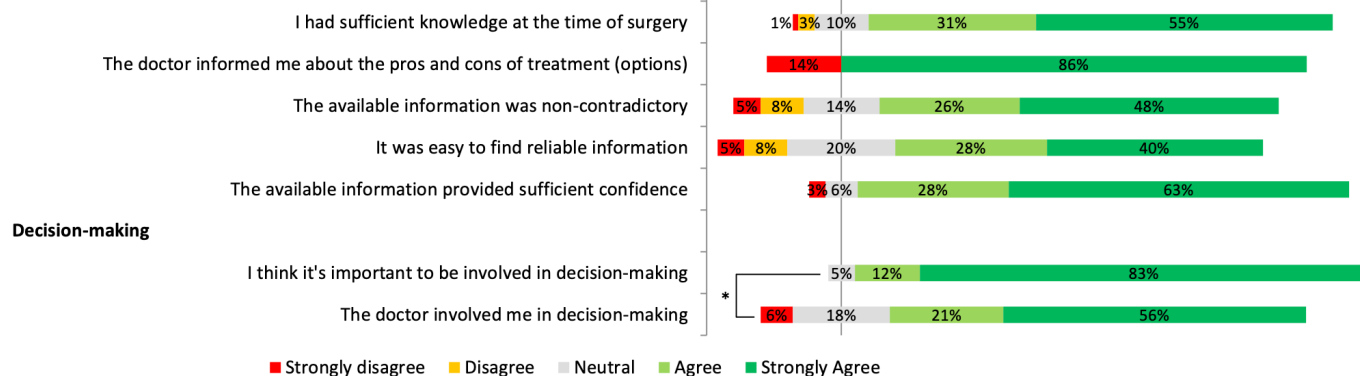 I had sufficient knowledge at the time of surgery 1% 3% 10% 31% 55%
The doctor informed me about the pros and cons of treatment (options) 14% 86%
The available information was non-contradictory 5% 8% 14% 26% 48%
It was easy to find reliable information 5% 8% 20% 28% 40%
The available information provided sufficient confidence 3% 6% 28% 63%
Decision-making
I think it's important to be involved in decision-making 5% 12% 83%
*
The doctor involved me in decision-making 6% 18% 21% 56%
Strongly disagree Disagree Neutral Agree Strongly Agree